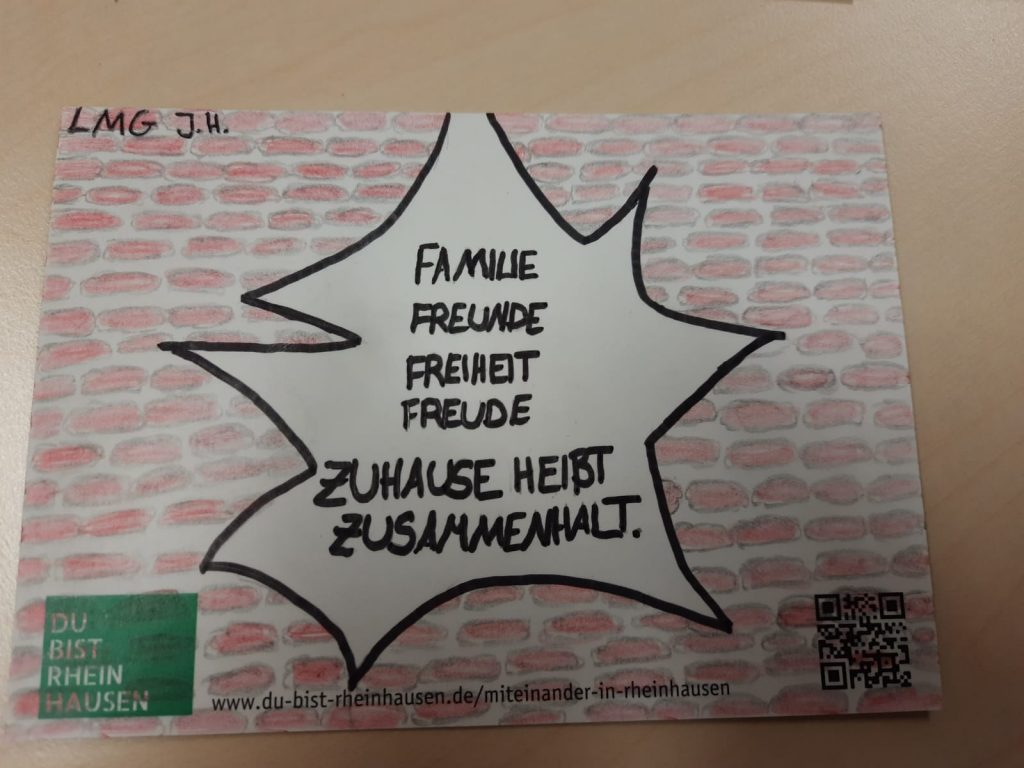 LMG J.H.
FAMILIE
FREUNDE
FREIHEIT
FREUDE
ZUHAUSE HEIßT
ZUSAMMENHALT.
DU
BIST
RHEIN
HAUSEN
www.du-bist-rheinhausen.de/miteinander-in-rheinhausen